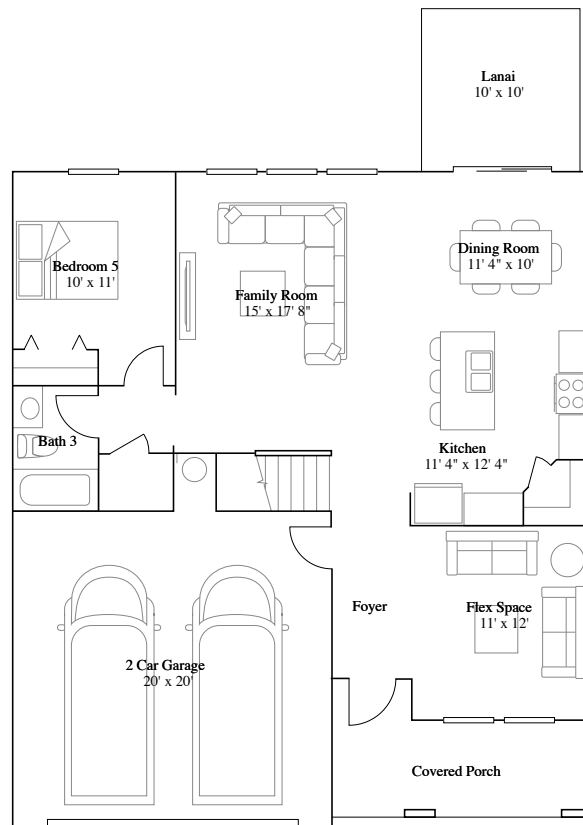 Lanai
10' x 10'
Dining Room
11' 4" x 10'
Bedroom 5
10' x 11'
Family Room
15' x 17' 8"
Bath 3
Kitchen
11' 4" x 12' 4"
Foyer
Flex Space
11' x 12'
2 Car Garage
20' x 20'
Covered Porch